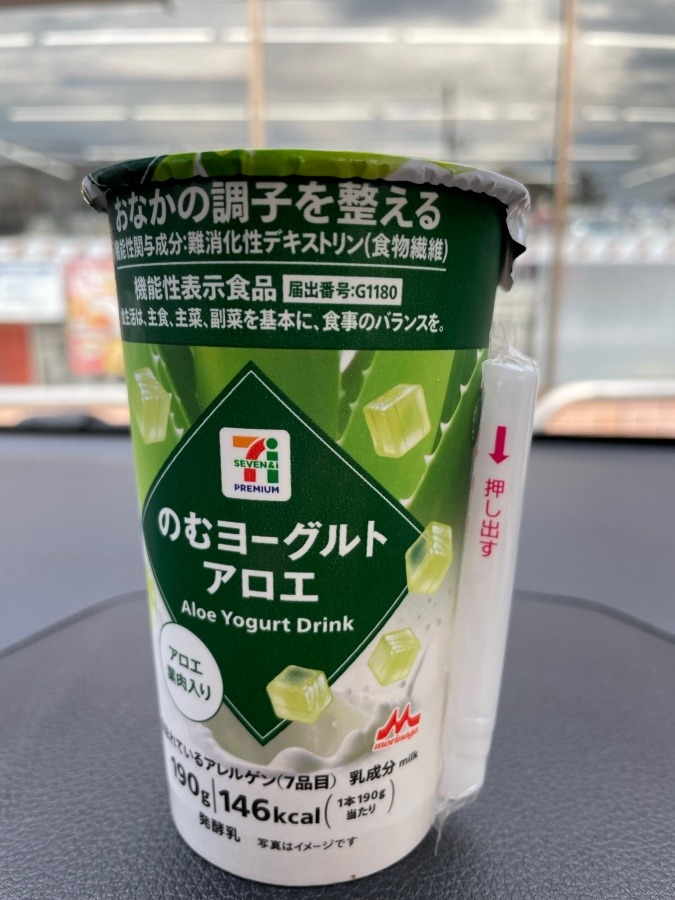 おなかの調子を整える
機能性関与成分:難消化性デキストリン(食物繊維)
機能性表示食品 届出番号:G1180
食生活は、主食、主菜、副菜を基本に、食事のバランスを。
SEVEN&i
PREMIUM
のむヨーグルト
アロエ
Aloe Yogurt Drink
アロエ
葉肉入り
morinaga
れているアレルゲン(7品目) 乳成分 milk
190g 146kcal (1本190g当たり)
発酵乳 写真はイメージです
押し出す